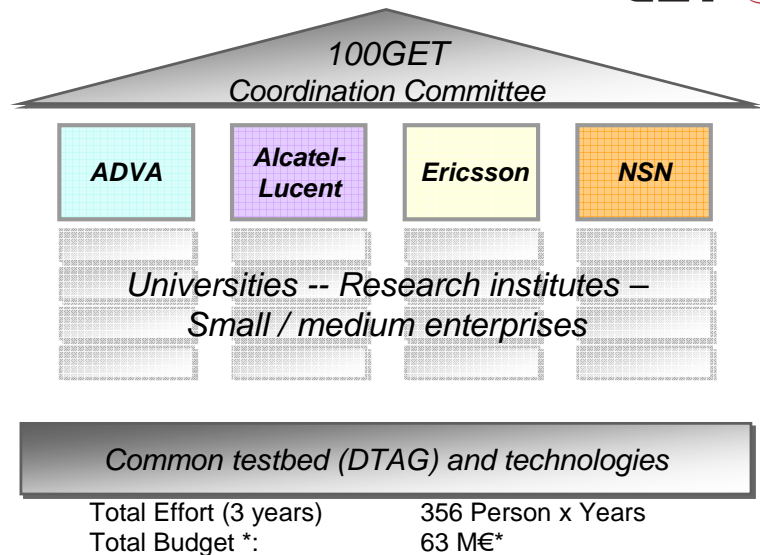 100GET
Coordination Committee
ADVA
Alcatel-
Lucent
Ericsson
NSN
Universities -- Research institutes –
Small / medium enterprises
Common testbed (DTAG) and technologies
Total Effort (3 years) 356 Person x Years
Total Budget *: 63 M€*